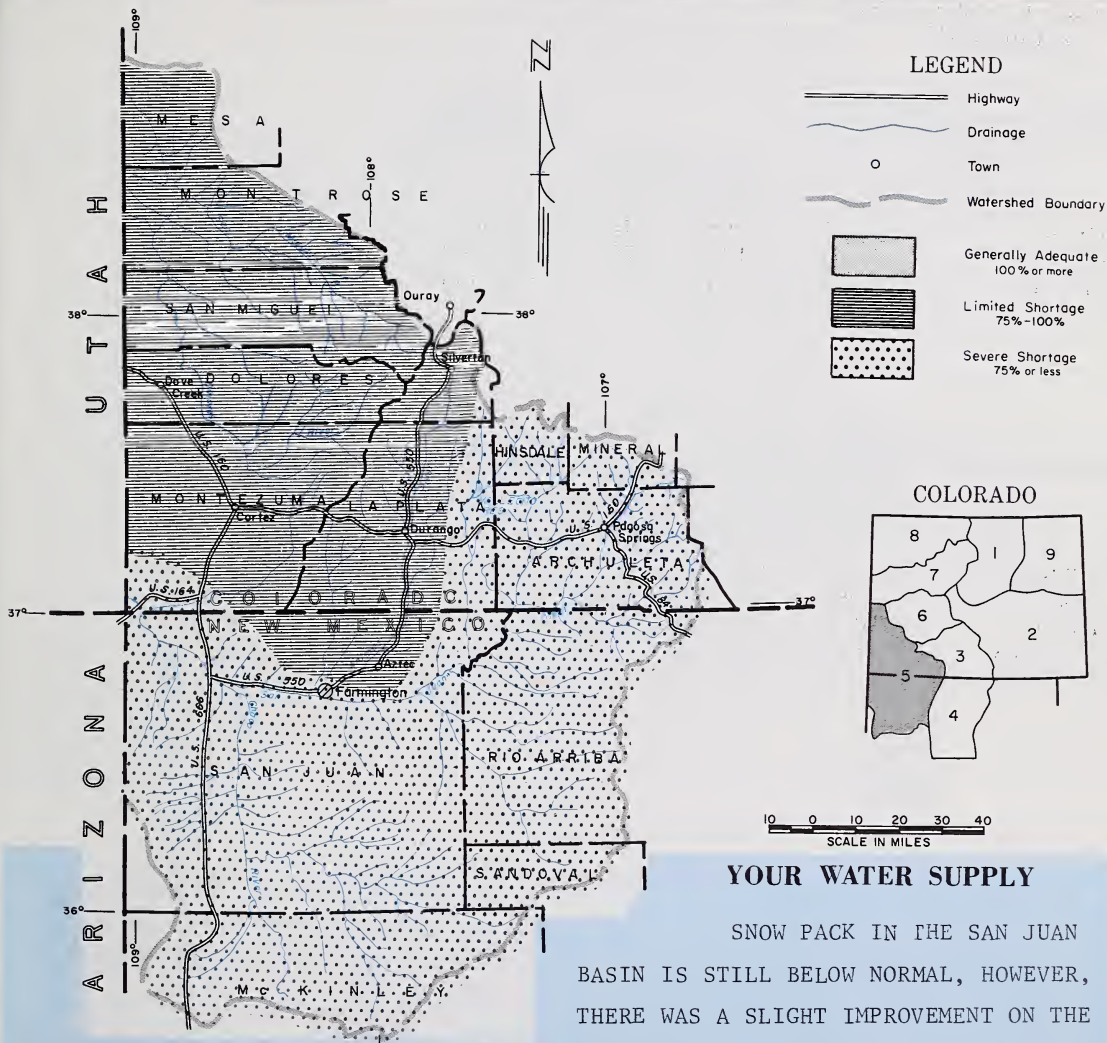 109°
MESA
108°
MONTROSE
UTAH
SAN MIGUEL
38°
Ouray
38°
Silverton
DOLORES
Dove
Creek
U.S. 160
U.S. 550
107°
HINSDALE
MINERAL
MONTEZUMA
LA PLATA
Cortez
Durango
U.S. 160
Pagosa
Springs
ARCHULETA
U.S. 84
U.S. 164
COLORADO
37°
37°
NEW MEXICO
Aztec
U.S. 550
Farmington
ARIZONA
U.S. 666
SAN JUAN
RIO ARRIBA
SANDOVAL
36°
109°
McKINLEY
LEGEND
Highway
Drainage
Town
Watershed Boundary
Generally Adequate
100% or more
Limited Shortage
75%-100%
Severe Shortage
75% or less
COLORADO
8
1
9
7
6
2
3
5
4
10 0 10 20 30 40
SCALE IN MILES
YOUR WATER SUPPLY
SNOW PACK IN THE SAN JUAN
BASIN IS STILL BELOW NORMAL, HOWEVER,
THERE WAS A SLIGHT IMPROVEMENT ON THE